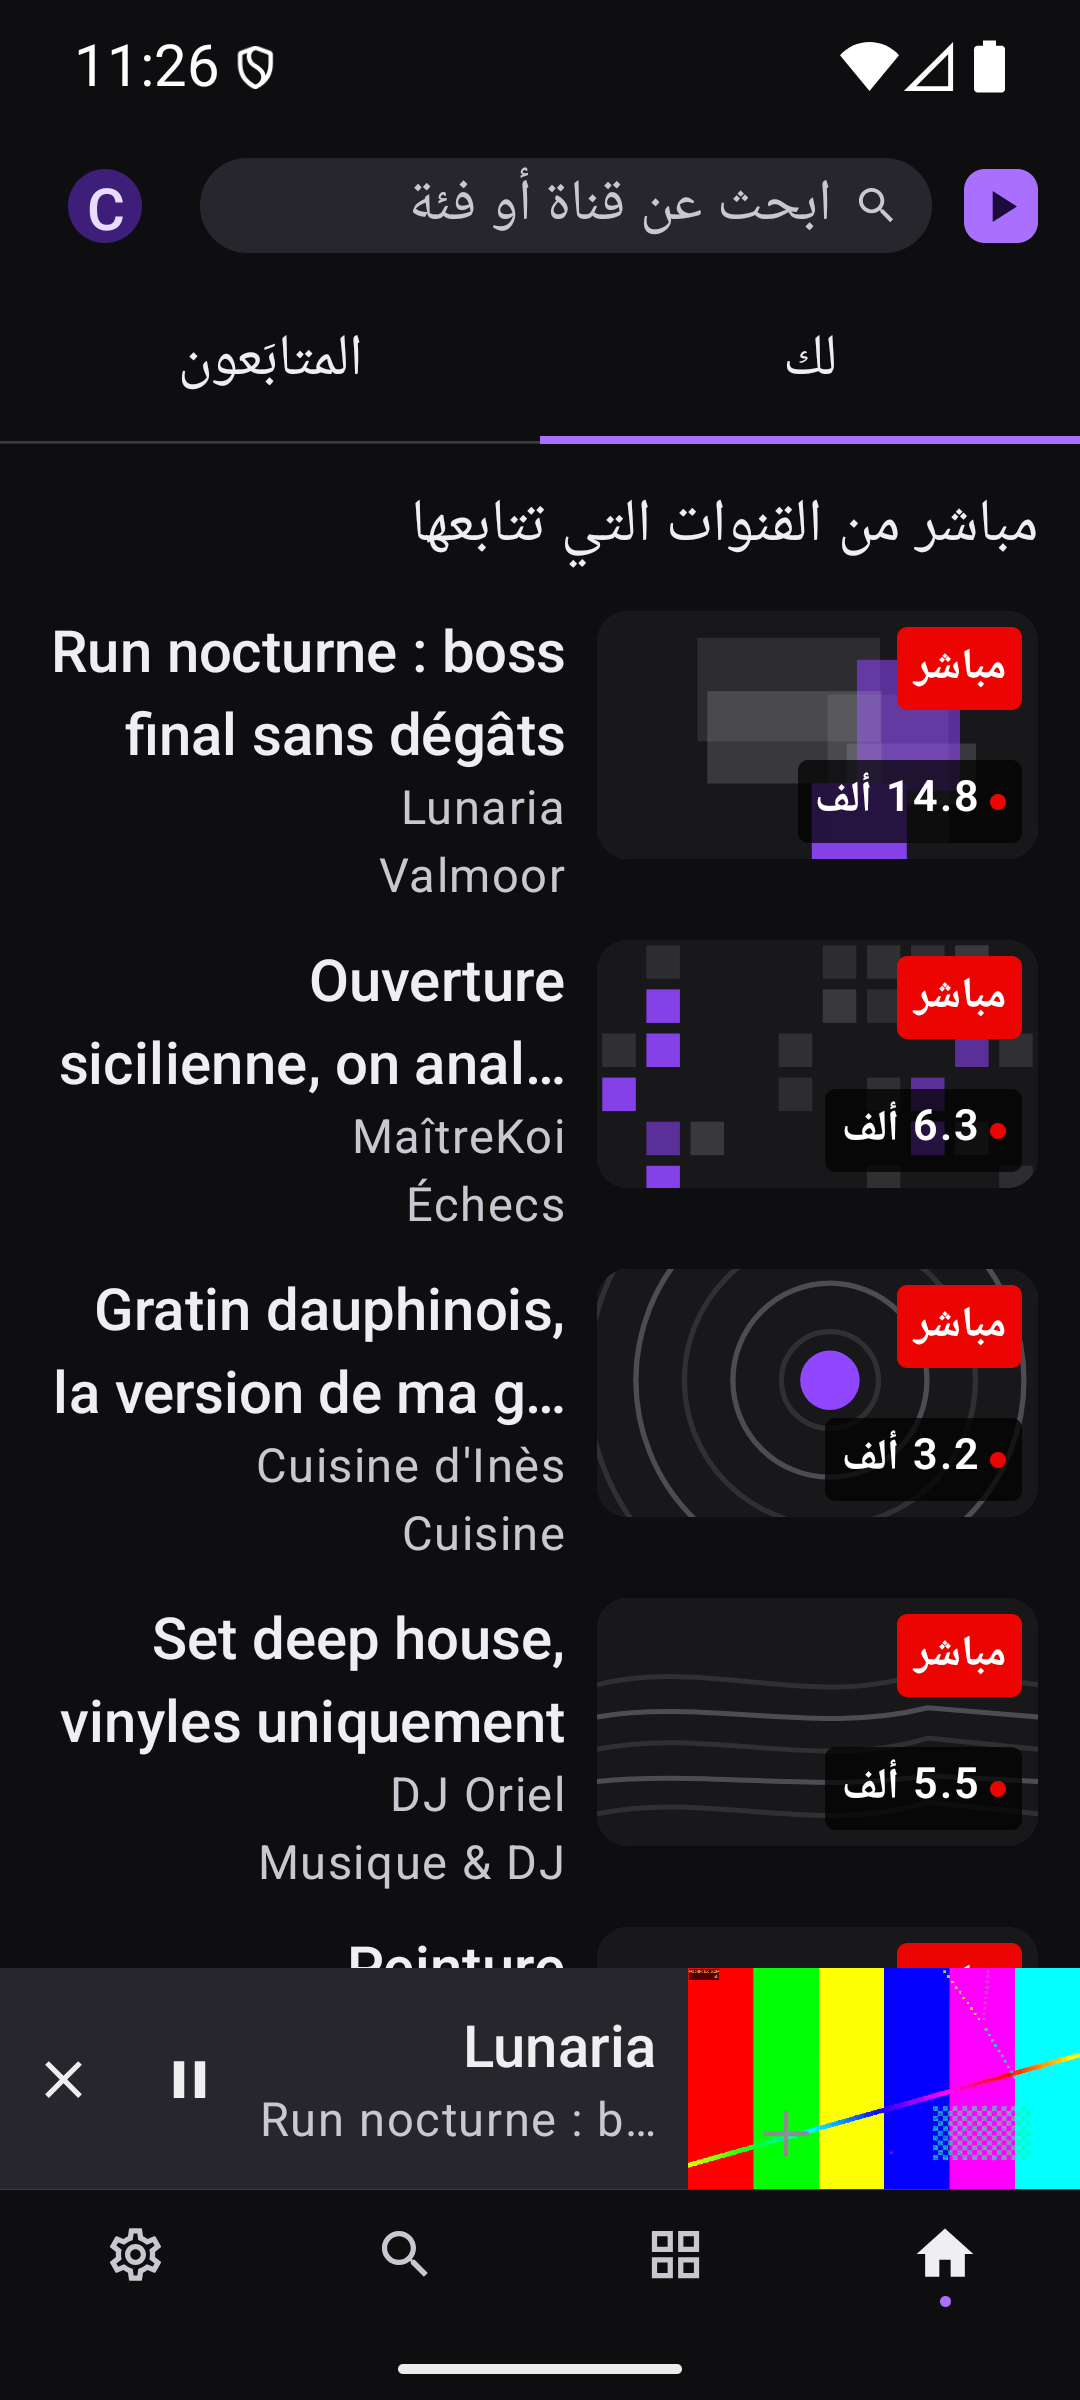 11:26
ابحث عن قناة أو فئة
C
لك
المتابَعون
مباشر من القنوات التي تتابعها
مباشر
14.8 ألف
Run nocturne : boss
final sans dégâts
Lunaria
Valmoor
مباشر
6.3 ألف
Ouverture
sicilienne, on anal…
MaîtreKoi
Échecs
مباشر
3.2 ألف
Gratin dauphinois,
la version de ma g…
Cuisine d'Inès
Cuisine
مباشر
5.5 ألف
Set deep house,
vinyles uniquement
DJ Oriel
Musique & DJ
Peinture
Lunaria
Run nocturne : b…